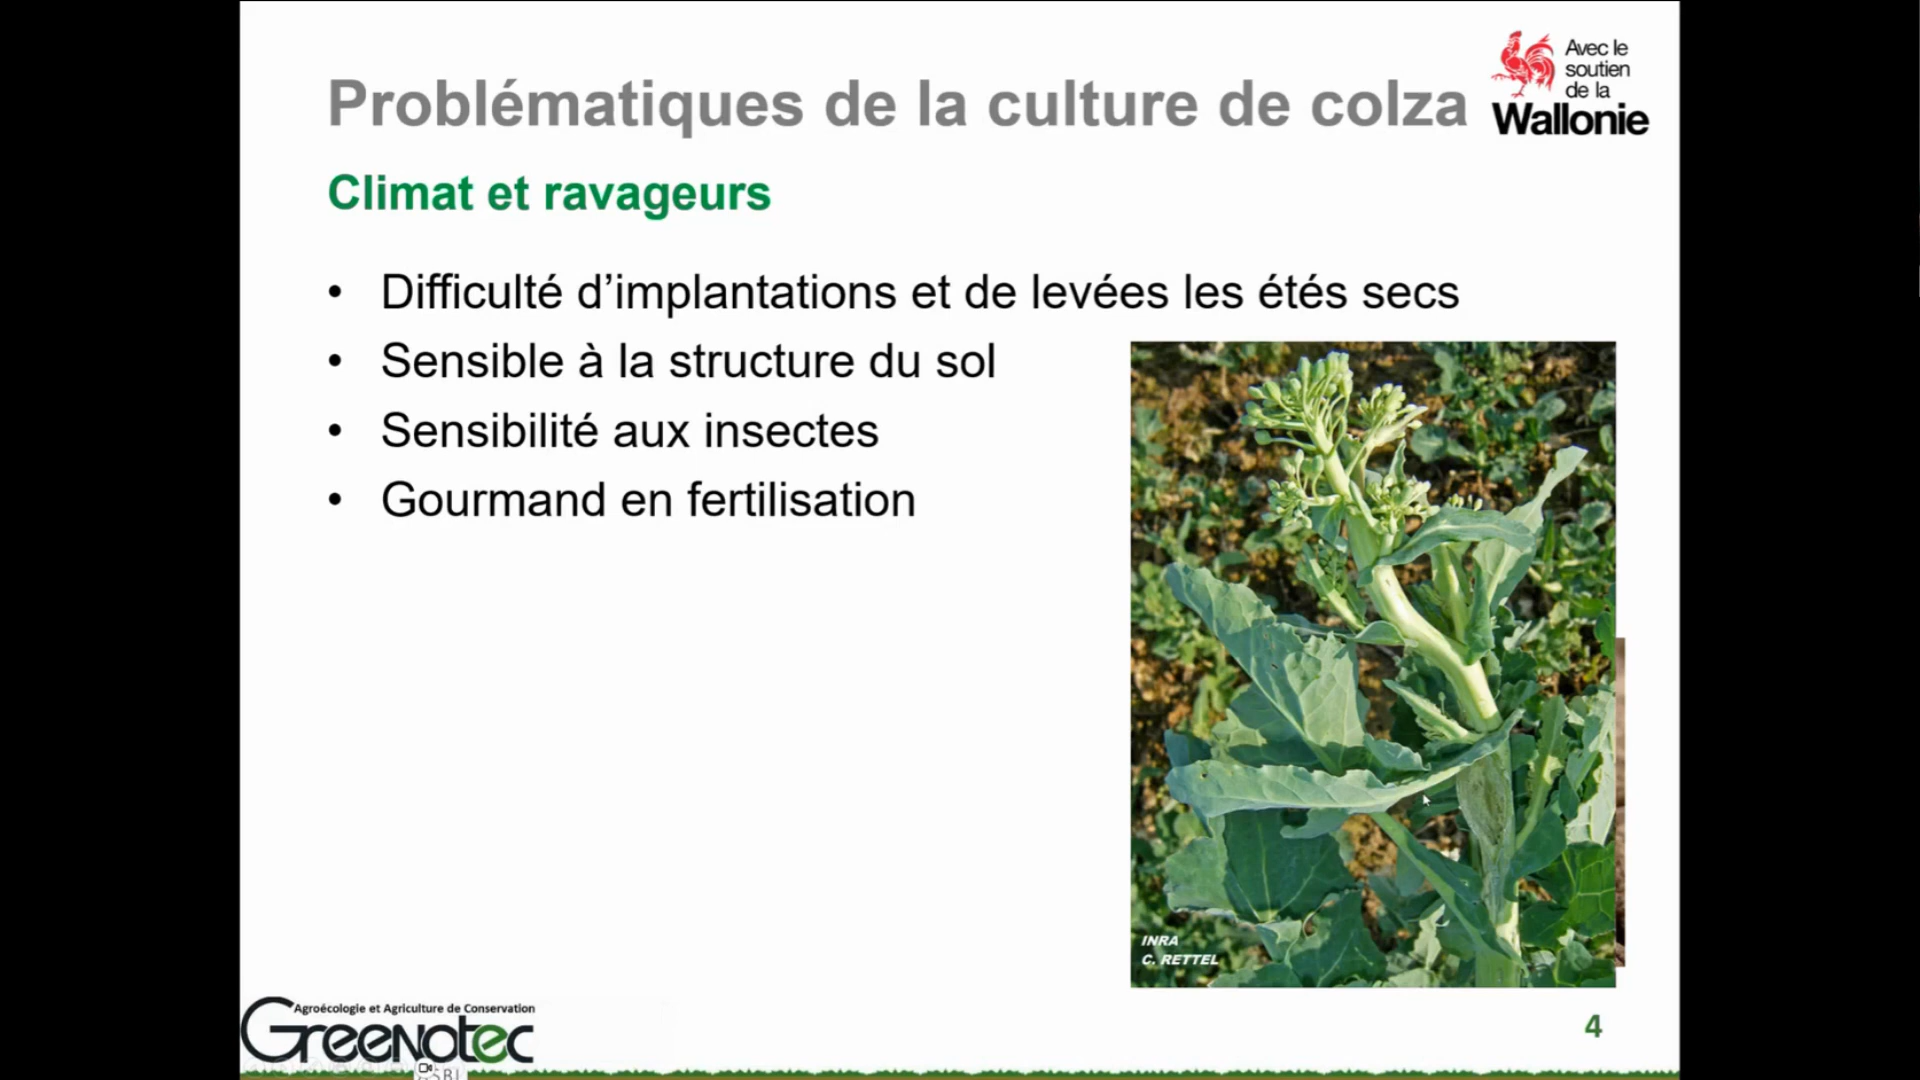 Problématiques de la culture de colza
Avec le
soutien
de la
Wallonie
Climat et ravageurs
• Difficulté d’implantations et de levées les étés secs
• Sensible à la structure du sol
• Sensibilité aux insectes
• Gourmand en fertilisation
INRA
C. RETTEL
Agroécologie et Agriculture de Conservation
Greenotec
4